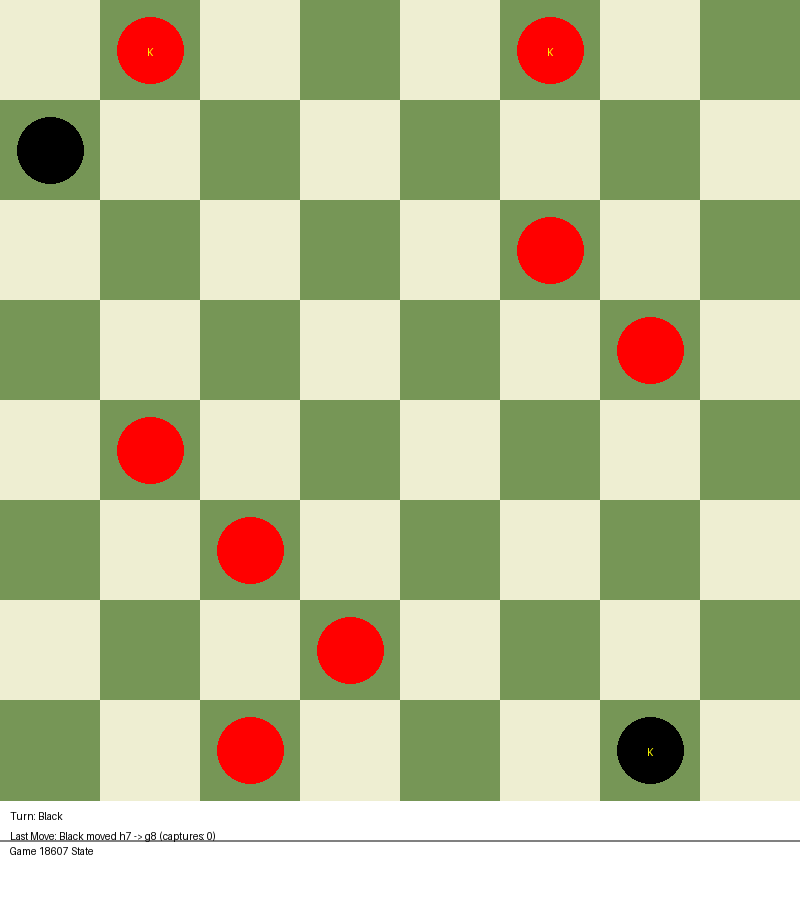 K
K
K
Turn: Black
Last Move: Black moved h7 -> g8 (captures: 0)
Game 18607 State